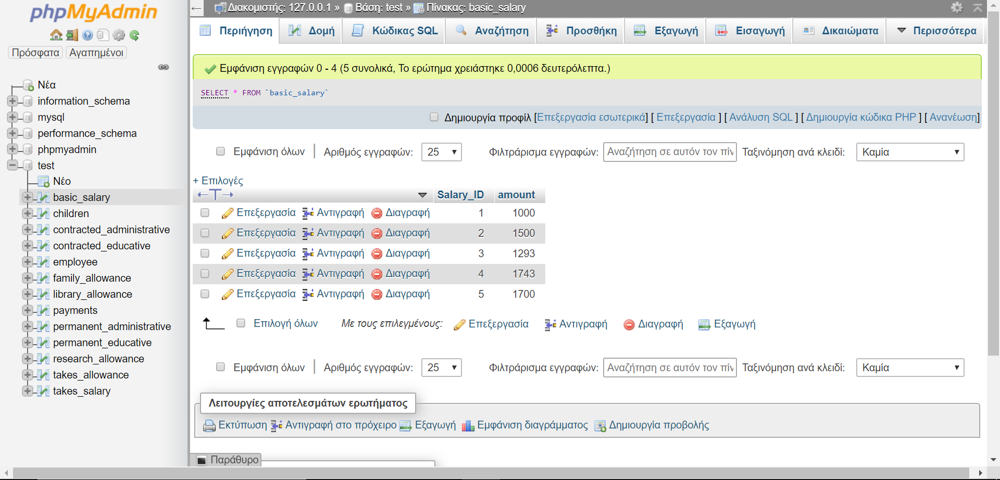 phpMyAdmin
Πρόσφατα Αγαπημένοι
Νέα
information_schema
mysql
performance_schema
phpmyadmin
test
Νέο
basic_salary
children
contracted_administrative
contracted_educative
employee
family_allowance
library_allowance
payments
permanent_administrative
permanent_educative
research_allowance
takes_allowance
takes_salary
Διακομιστής: 127.0.0.1 » Βάση: test » Πίνακας: basic_salary
Περιήγηση Δομή Κώδικας SQL Αναζήτηση Προσθήκη Εξαγωγή Εισαγωγή Δικαιώματα Περισσότερα
Εμφάνιση εγγραφών 0 - 4 (5 συνολικά, Το ερώτημα χρειάστηκε 0,0006 δευτερόλεπτα.)
SELECT * FROM `basic_salary`
Δημιουργία προφίλ [Επεξεργασία εσωτερικά] [ Επεξεργασία ] [ Ανάλυση SQL ] [ Δημιουργία κώδικα PHP ] [ Ανανέωση]
Εμφάνιση όλων | Αριθμός εγγραφών: 25 Φιλτράρισμα εγγραφών: Αναζήτηση σε αυτόν τον πίν Ταξινόμηση ανά κλειδί: Καμία
+ Επιλογές
←T→ Salary_ID amount
Επεξεργασία Αντιγραφή Διαγραφή 1 1000
Επεξεργασία Αντιγραφή Διαγραφή 2 1500
Επεξεργασία Αντιγραφή Διαγραφή 3 1293
Επεξεργασία Αντιγραφή Διαγραφή 4 1743
Επεξεργασία Αντιγραφή Διαγραφή 5 1700
Επιλογή όλων Με τους επιλεγμένους: Επεξεργασία Αντιγραφή Διαγραφή Εξαγωγή
Εμφάνιση όλων | Αριθμός εγγραφών: 25 Φιλτράρισμα εγγραφών: Αναζήτηση σε αυτόν τον πίν Ταξινόμηση ανά κλειδί: Καμία
Λειτουργίες αποτελεσμάτων ερωτήματος
Εκτύπωση Αντιγραφή στο πρόχειρο Εξαγωγή Εμφάνιση διαγράμματος Δημιουργία προβολής
Παράθυρο